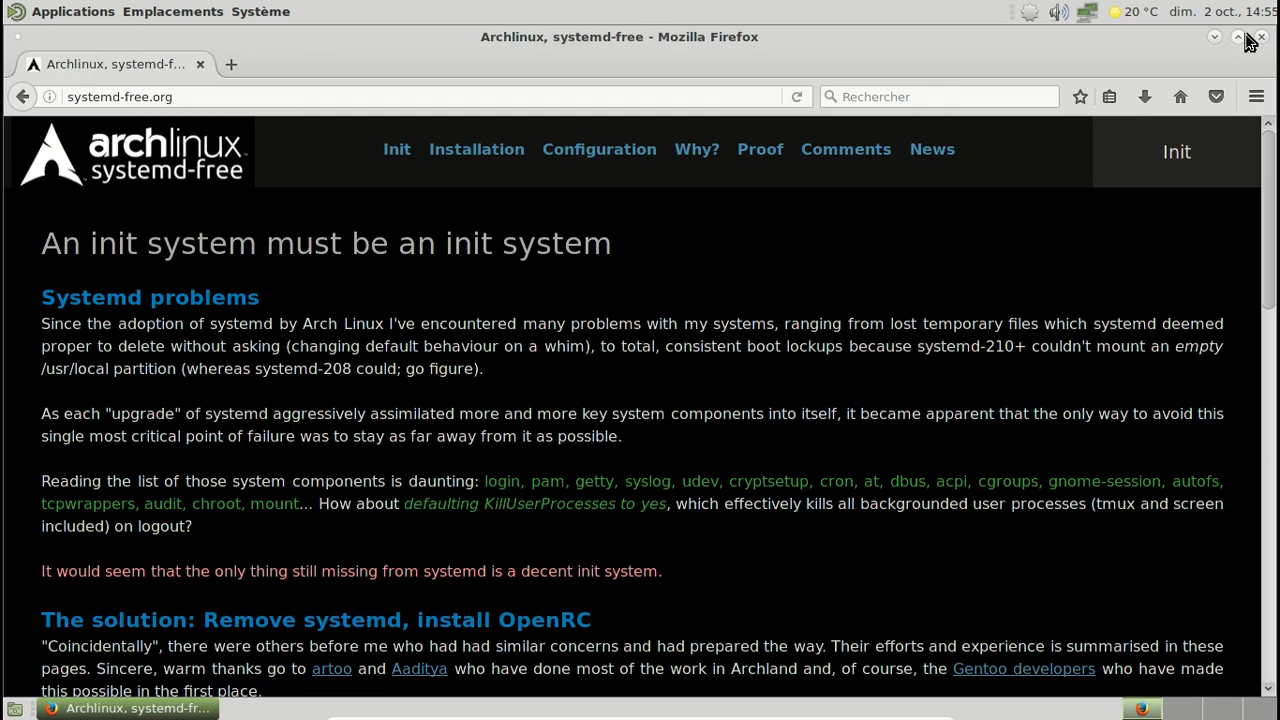 Applications Emplacements Système 20 °C dim. 2 oct., 14:55
Archlinux, systemd-free - Mozilla Firefox
Archlinux, systemd-f...
systemd-free.org Rechercher
archlinux
systemd-free
Init Installation Configuration Why? Proof Comments News
Init
An init system must be an init system
Systemd problems
Since the adoption of systemd by Arch Linux I've encountered many problems with my systems, ranging from lost temporary files which systemd deemed
proper to delete without asking (changing default behaviour on a whim), to total, consistent boot lockups because systemd-210+ couldn't mount an empty
/usr/local partition (whereas systemd-208 could; go figure).
As each "upgrade" of systemd aggressively assimilated more and more key system components into itself, it became apparent that the only way to avoid this
single most critical point of failure was to stay as far away from it as possible.
Reading the list of those system components is daunting: login, pam, getty, syslog, udev, cryptsetup, cron, at, dbus, acpi, cgroups, gnome-session, autofs,
tcpwrappers, audit, chroot, mount... How about defaulting KillUserProcesses to yes, which effectively kills all backgrounded user processes (tmux and screen
included) on logout?
It would seem that the only thing still missing from systemd is a decent init system.
The solution: Remove systemd, install OpenRC
"Coincidentally", there were others before me who had had similar concerns and had prepared the way. Their efforts and experience is summarised in these
pages. Sincere, warm thanks go to artoo and Aaditya who have done most of the work in Archland and, of course, the Gentoo developers who have made
this possible in the first place.
Archlinux, systemd-fr...